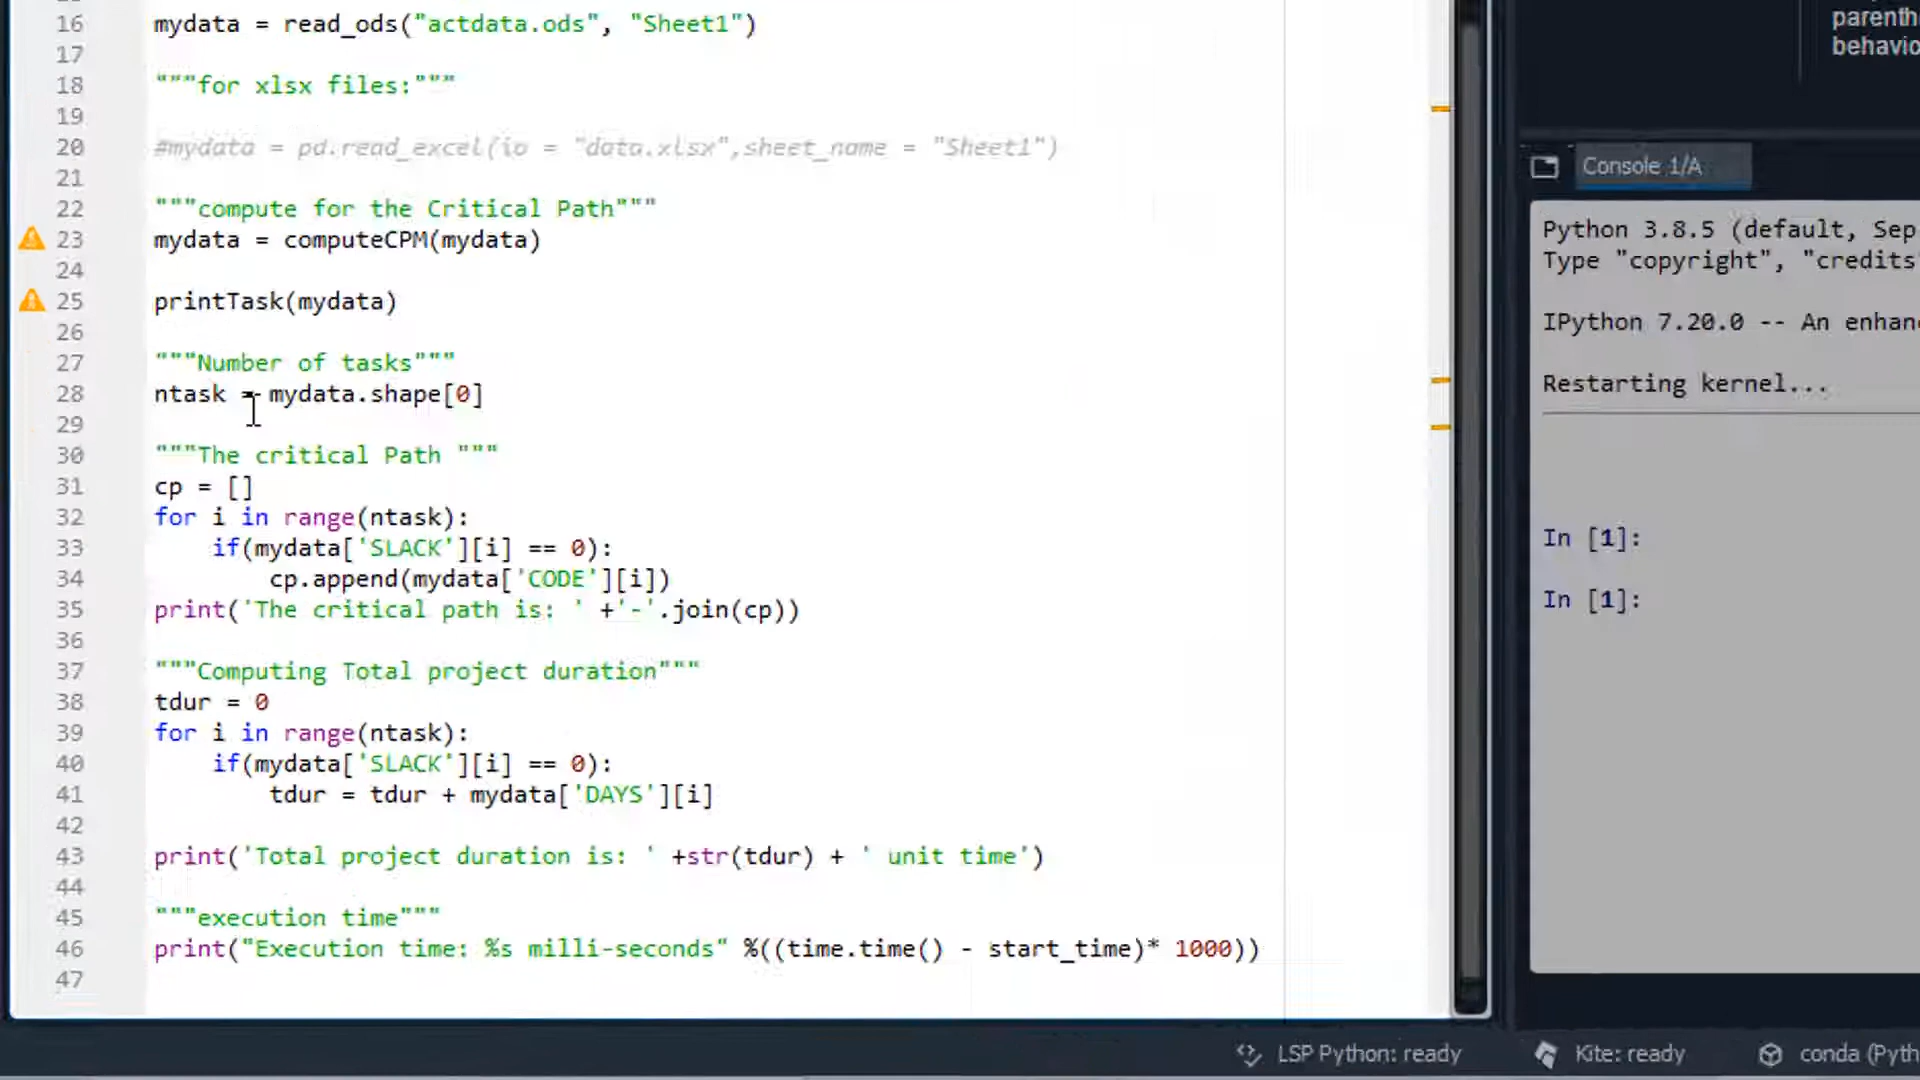 16 mydata = read_ods("actdata.ods", "Sheet1")
17
18 """for xlsx files:"""
19
20 #mydata = pd.read_excel(io = "data.xlsx",sheet_name = "Sheet1")
21
22 """compute for the Critical Path"""
23 mydata = computeCPM(mydata)
24
25 printTask(mydata)
26
27 """Number of tasks"""
28 ntask = mydata.shape[0]
29
30 """The critical Path """
31 cp = []
32 for i in range(ntask):
33     if(mydata['SLACK'][i] == 0):
34         cp.append(mydata['CODE'][i])
35 print('The critical path is: ' +'-'.join(cp))
36
37 """Computing Total project duration"""
38 tdur = 0
39 for i in range(ntask):
40     if(mydata['SLACK'][i] == 0):
41         tdur = tdur + mydata['DAYS'][i]
42
43 print('Total project duration is: ' +str(tdur) + ' unit time')
44
45 """execution time"""
46 print("Execution time: %s milli-seconds" %((time.time() - start_time)* 1000))
47
parenth
behavio
Console 1/A
Python 3.8.5 (default, Sep
Type "copyright", "credits"
IPython 7.20.0 -- An enhan
Restarting kernel...
In [1]:
In [1]:
LSP Python: ready
Kite: ready
conda (Pyth